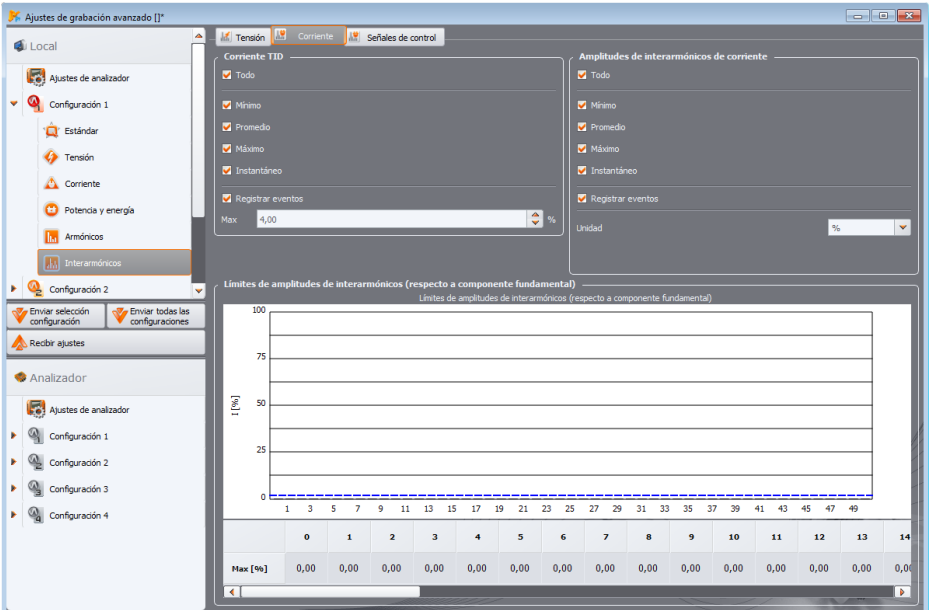 Ajustes de grabación avanzado []*
Local
Ajustes de analizador
Configuración 1
Estándar
Tensión
Corriente
Potencia y energía
Armónicos
Interarmónicos
Configuración 2
Enviar selección configuración
Enviar todas las configuraciones
Recibir ajustes
Analizador
Ajustes de analizador
Configuración 1
Configuración 2
Configuración 3
Configuración 4
Tensión Corriente Señales de control
Corriente TID
Todo
Mínimo
Promedio
Máximo
Instantáneo
Registrar eventos
Max 4,00 %
Amplitudes de interarmónicos de corriente
Todo
Mínimo
Promedio
Máximo
Instantáneo
Registrar eventos
Unidad %
Límites de amplitudes de interarmónicos (respecto a componente fundamental)
Límites de amplitudes de interarmónicos (respecto a componente fundamental)
100
75
50
25
0
I [%]
1 3 5 7 9 11 13 15 17 19 21 23 25 27 29 31 33 35 37 39 41 43 45 47 49
0 1 2 3 4 5 6 7 8 9 10 11 12 13 14
Max [%] 0,00 0,00 0,00 0,00 0,00 0,00 0,00 0,00 0,00 0,00 0,00 0,00 0,00 0,00 0,0